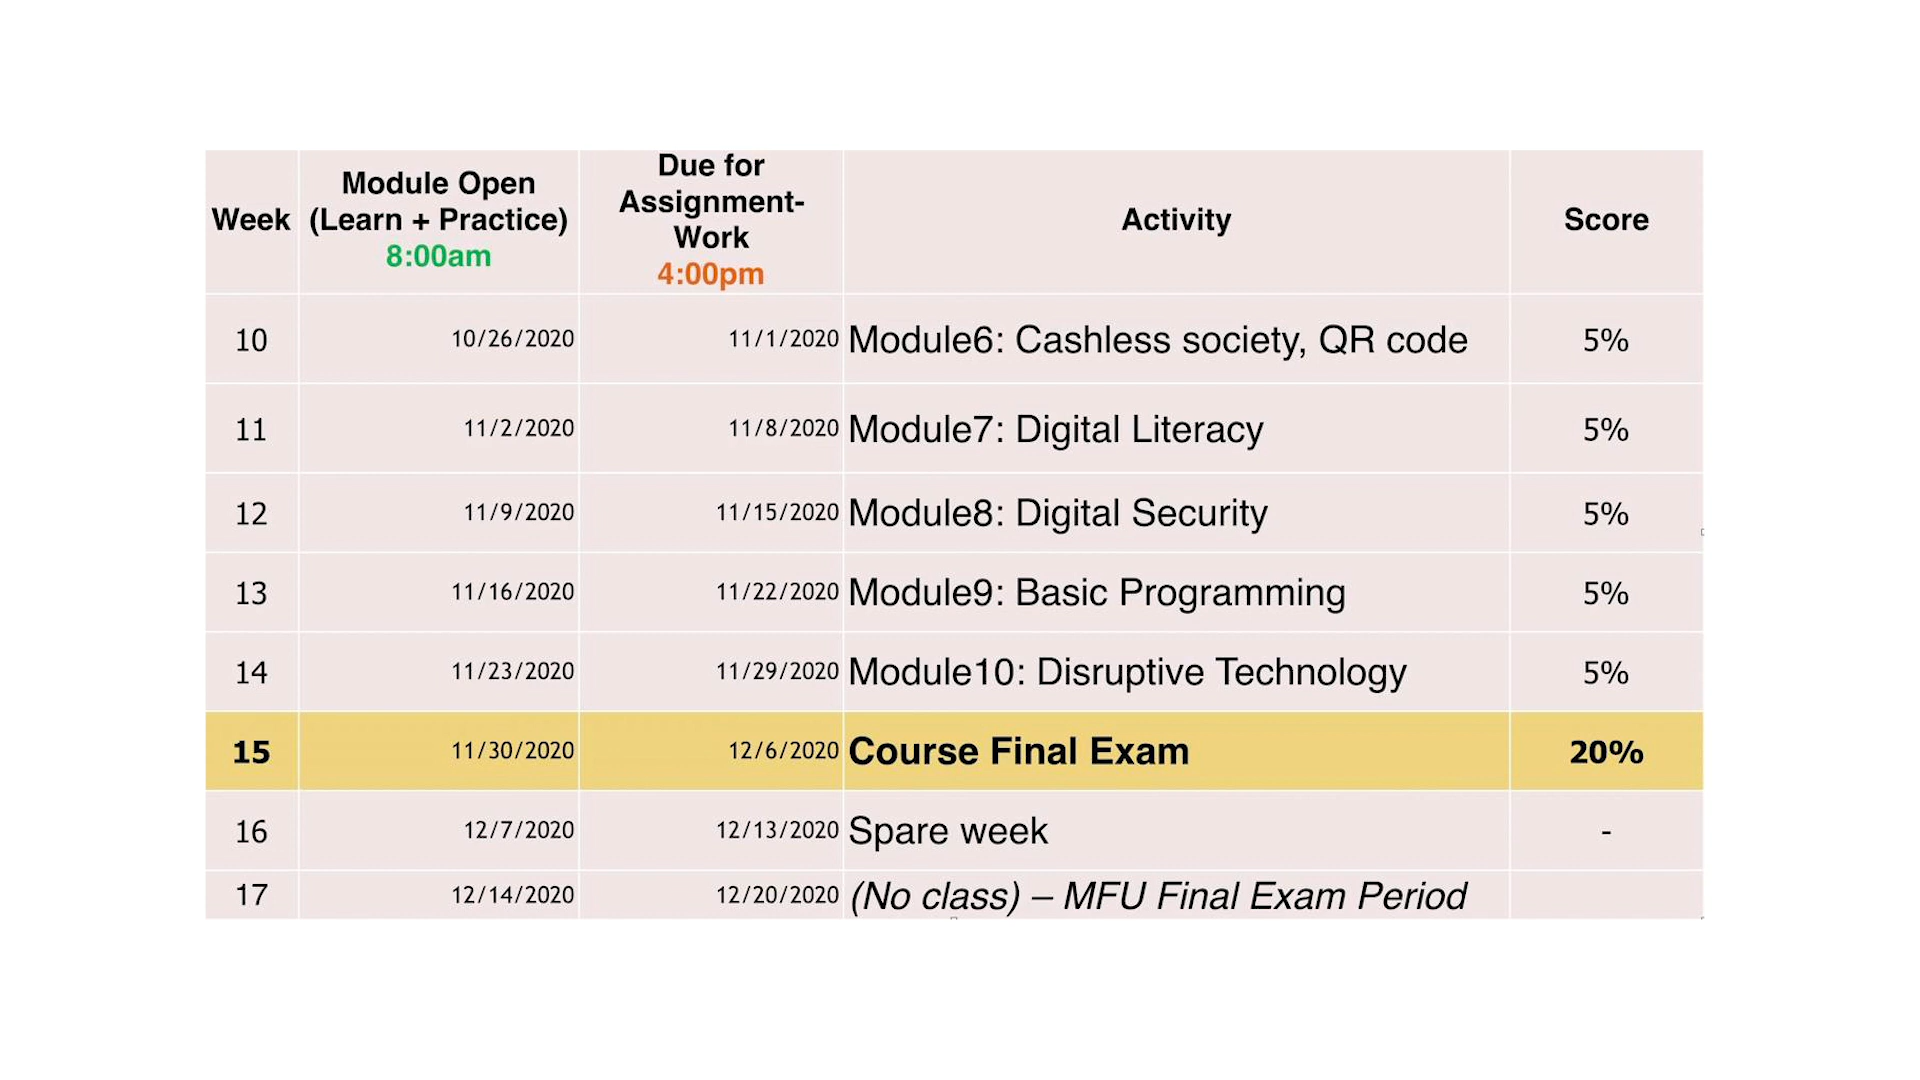 Week Module Open (Learn + Practice) 8:00am Due for Assignment-Work 4:00pm Activity Score
10 10/26/2020 11/1/2020 Module6: Cashless society, QR code 5%
11 11/2/2020 11/8/2020 Module7: Digital Literacy 5%
12 11/9/2020 11/15/2020 Module8: Digital Security 5%
13 11/16/2020 11/22/2020 Module9: Basic Programming 5%
14 11/23/2020 11/29/2020 Module10: Disruptive Technology 5%
15 11/30/2020 12/6/2020 Course Final Exam 20%
16 12/7/2020 12/13/2020 Spare week -
17 12/14/2020 12/20/2020 (No class) – MFU Final Exam Period